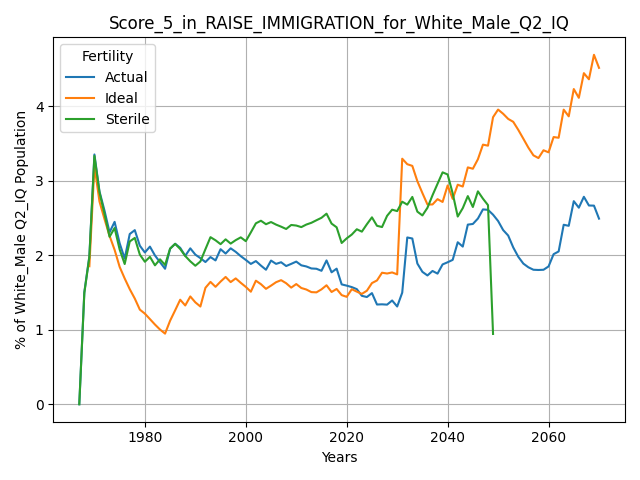 Score_5_in_RAISE_IMMIGRATION_for_White_Male_Q2_IQ
Fertility
Actual
Ideal
Sterile
% of White_Male Q2_IQ Population
4
3
2
1
0
1980
2000
2020
2040
2060
Years